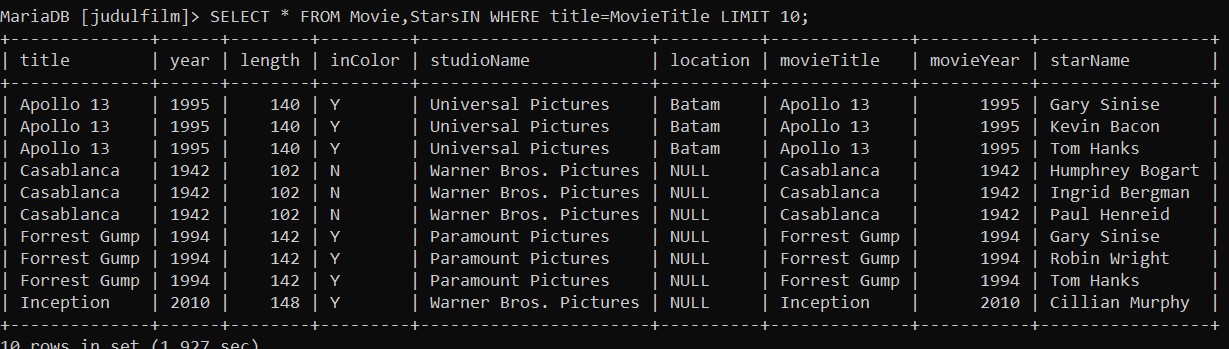 MariaDB [judulfilm]> SELECT * FROM Movie,StarsIN WHERE title=MovieTitle LIMIT 10;
+--------------+------+--------+---------+-----------------------+----------+--------------+-----------+-----------------+
| title        | year | length | inColor | studioName            | location | movieTitle   | movieYear | starName        |
+--------------+------+--------+---------+-----------------------+----------+--------------+-----------+-----------------+
| Apollo 13    | 1995 |    140 | Y       | Universal Pictures    | Batam    | Apollo 13    |      1995 | Gary Sinise     |
| Apollo 13    | 1995 |    140 | Y       | Universal Pictures    | Batam    | Apollo 13    |      1995 | Kevin Bacon     |
| Apollo 13    | 1995 |    140 | Y       | Universal Pictures    | Batam    | Apollo 13    |      1995 | Tom Hanks       |
| Casablanca   | 1942 |    102 | N       | Warner Bros. Pictures | NULL     | Casablanca   |      1942 | Humphrey Bogart |
| Casablanca   | 1942 |    102 | N       | Warner Bros. Pictures | NULL     | Casablanca   |      1942 | Ingrid Bergman  |
| Casablanca   | 1942 |    102 | N       | Warner Bros. Pictures | NULL     | Casablanca   |      1942 | Paul Henreid    |
| Forrest Gump | 1994 |    142 | Y       | Paramount Pictures    | NULL     | Forrest Gump |      1994 | Gary Sinise     |
| Forrest Gump | 1994 |    142 | Y       | Paramount Pictures    | NULL     | Forrest Gump |      1994 | Robin Wright    |
| Forrest Gump | 1994 |    142 | Y       | Paramount Pictures    | NULL     | Forrest Gump |      1994 | Tom Hanks       |
| Inception    | 2010 |    148 | Y       | Warner Bros. Pictures | NULL     | Inception    |      2010 | Cillian Murphy  |
+--------------+------+--------+---------+-----------------------+----------+--------------+-----------+-----------------+
10 rows in set (1.927 sec)